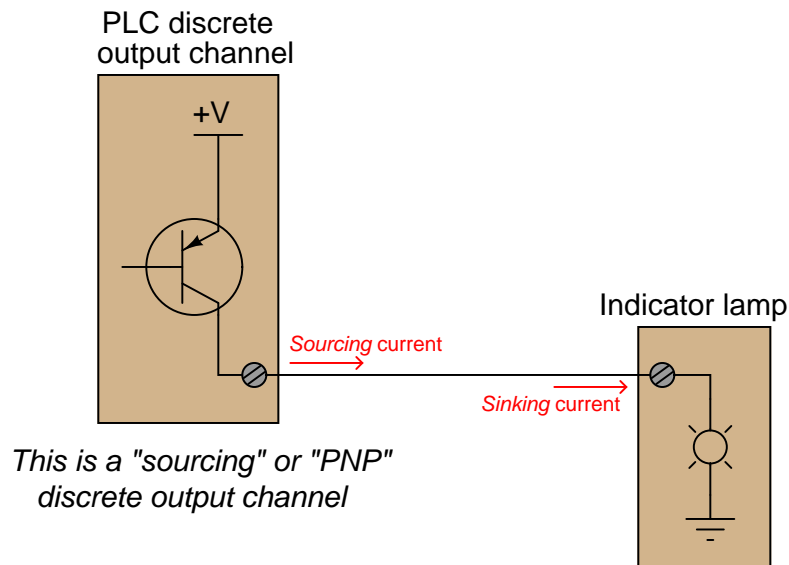 PLC discrete
output channel
+V
Indicator lamp
Sourcing current
Sinking current
This is a "sourcing" or "PNP"
discrete output channel